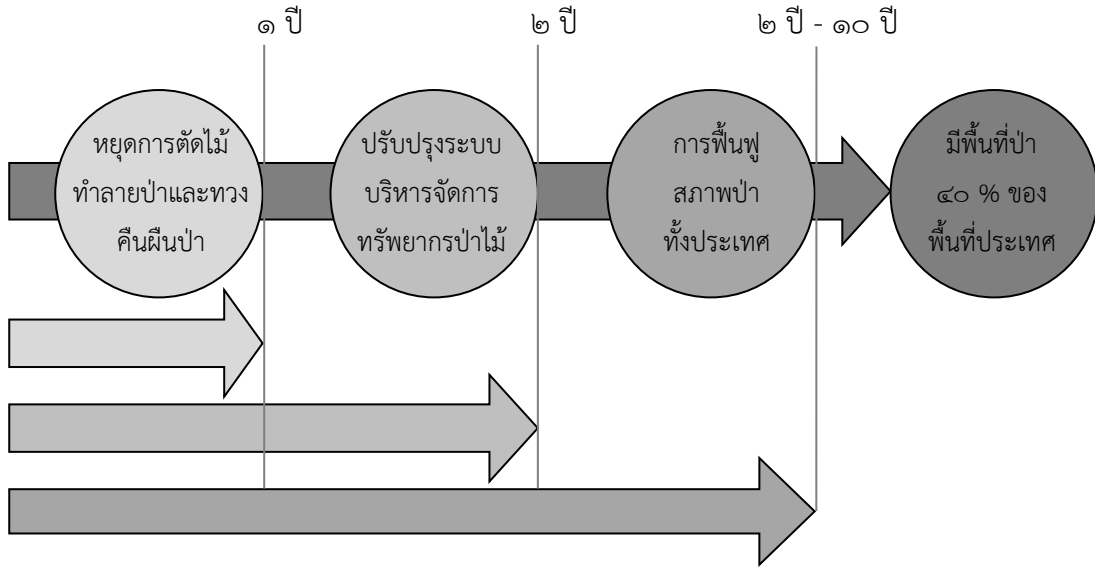 ๑ ปี
๒ ปี
๒ ปี - ๑๐ ปี
หยุดการตัดไม้
ทำลายป่าและทวง
คืนผืนป่า
ปรับปรุงระบบ
บริหารจัดการ
ทรัพยากรป่าไม้
การฟื้นฟู
สภาพป่า
ทั้งประเทศ
มีพื้นที่ป่า
๔๐ % ของ
พื้นที่ประเทศ